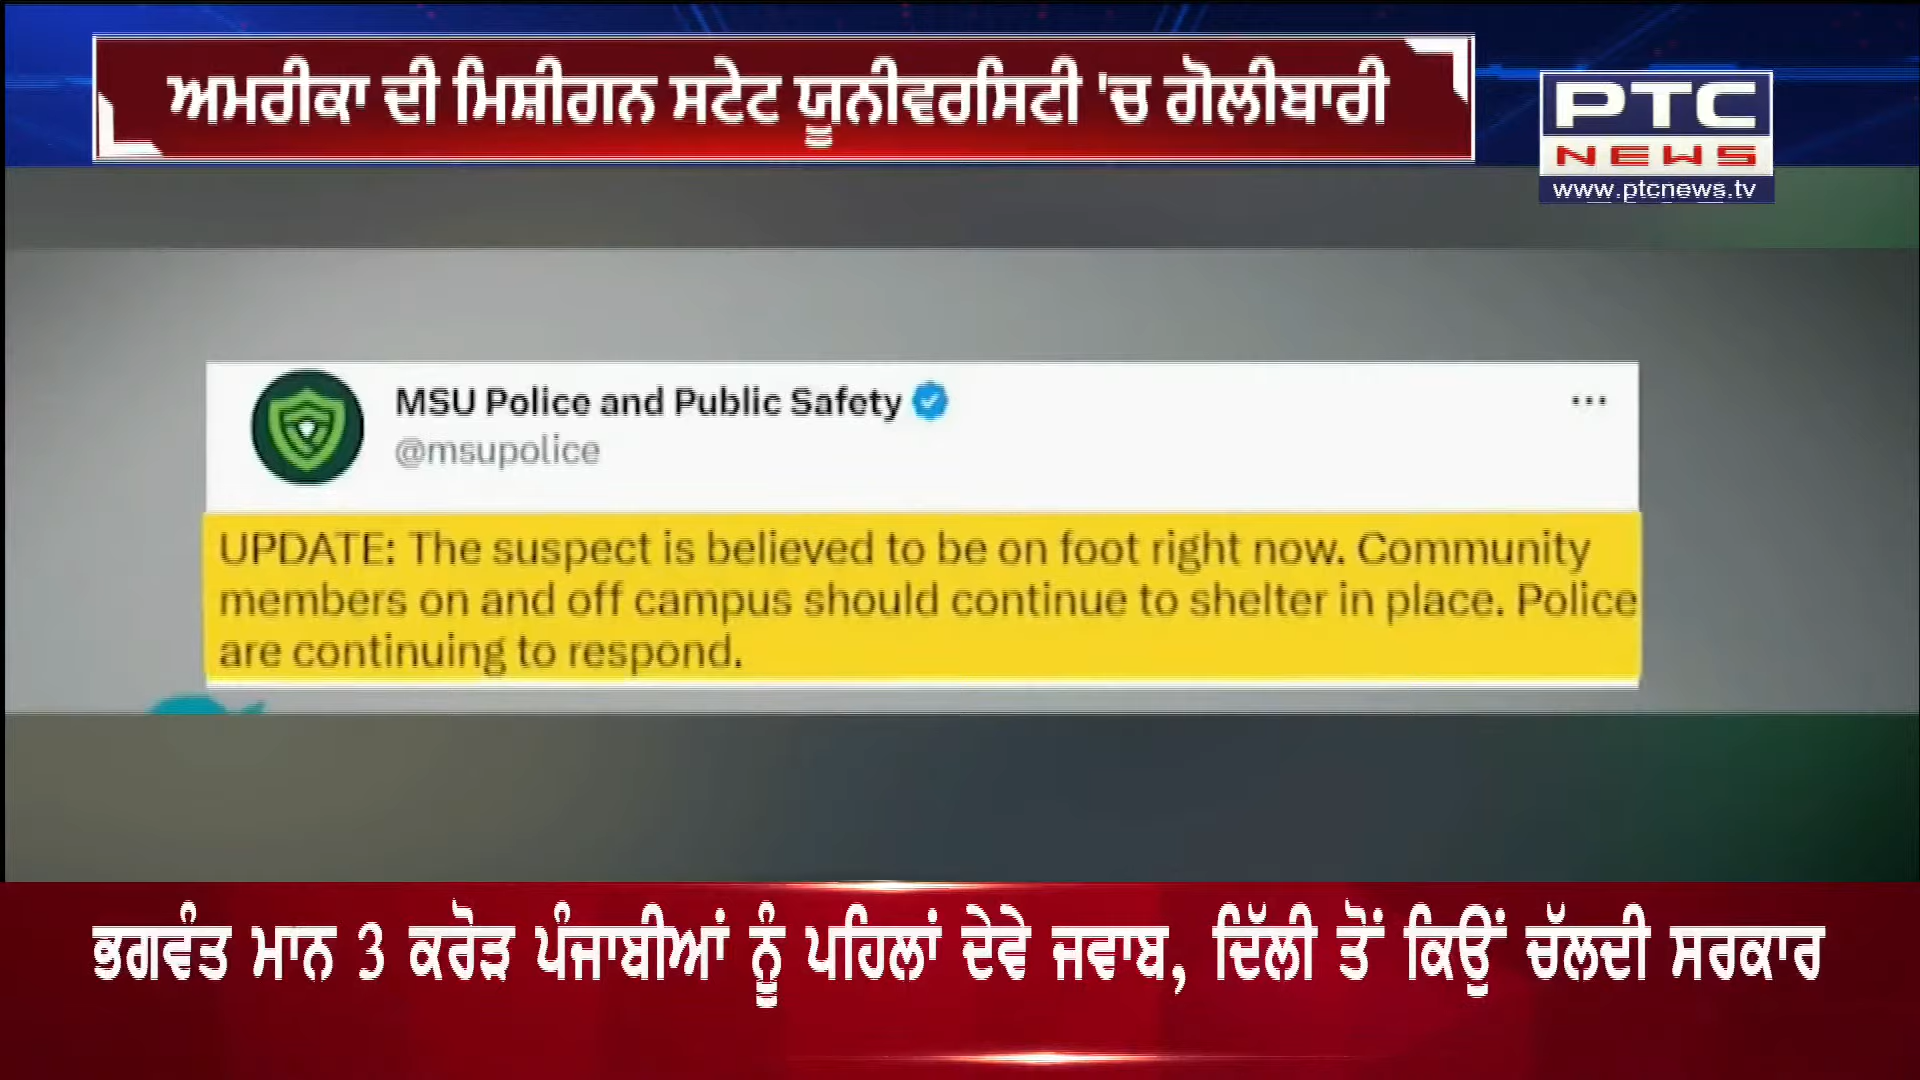 ਅਮਰੀਕਾ ਦੀ ਮਿਸ਼ੀਗਨ ਸਟੇਟ ਯੂਨੀਵਰਸਿਟੀ 'ਚ ਗੋਲੀਬਾਰੀ
PTC
NEWS
www.ptcnews.tv
MSU Police and Public Safety
@msupolice
UPDATE: The suspect is believed to be on foot right now. Community
members on and off campus should continue to shelter in place. Police
are continuing to respond.
ਭਗਵੰਤ ਮਾਨ 3 ਕਰੋੜ ਪੰਜਾਬੀਆਂ ਨੂੰ ਪਹਿਲਾਂ ਦੇਵੇ ਜਵਾਬ, ਦਿੱਲੀ ਤੋਂ ਕਿਉਂ ਚੱਲਦੀ ਸਰਕਾਰ